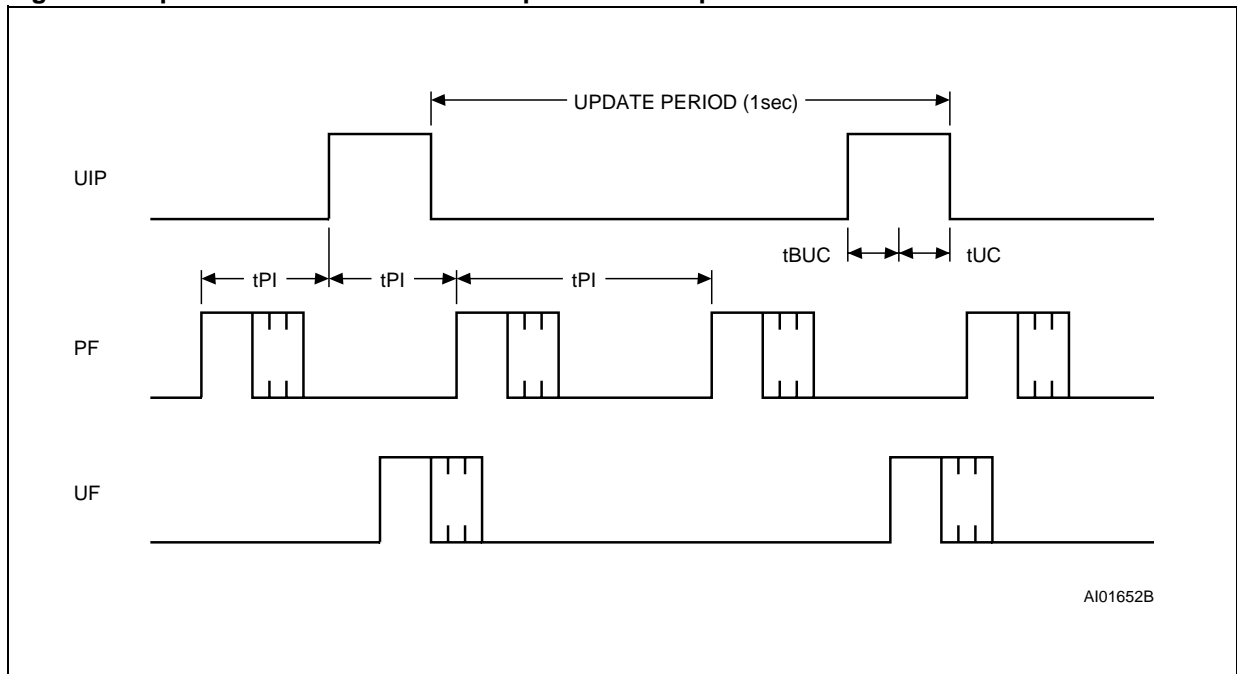 UPDATE PERIOD (1sec)
UIP
tBUC
tUC
tPI
tPI
tPI
PF
UF
AI01652B